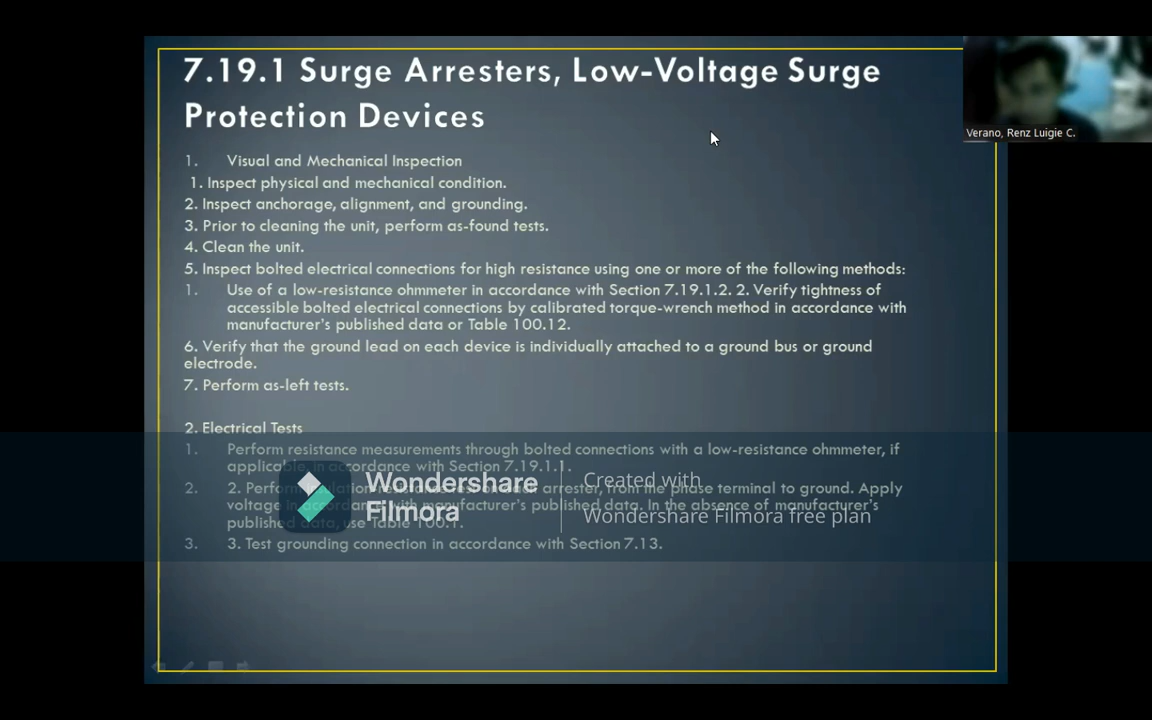 7.19.1 Surge Arresters, Low-Voltage Surge
Protection Devices
Verano, Renz Luigie C.
1. Visual and Mechanical Inspection
1. Inspect physical and mechanical condition.
2. Inspect anchorage, alignment, and grounding.
3. Prior to cleaning the unit, perform as-found tests.
4. Clean the unit.
5. Inspect bolted electrical connections for high resistance using one or more of the following methods:
1. Use of a low-resistance ohmmeter in accordance with Section 7.19.1.2. 2. Verify tightness of
accessible bolted electrical connections by calibrated torque-wrench method in accordance with
manufacturer's published data or Table 100.12.
6. Verify that the ground lead on each device is individually attached to a ground bus or ground
electrode.
7. Perform as-left tests.
2. Electrical Tests
1. Perform resistance measurements through bolted connections with a low-resistance ohmmeter, if
applicable, in accordance with Section 7.19.1.1.
2. 2. Perform arrester, from the phase terminal to ground. Apply
voltage in accordance with manufacturer's published data. In the absence of manufacturer's
published data, use Table 100.1.
3. 3. Test grounding connection in accordance with Section 7.13.
Wondershare
Filmora
Created with
Wondershare Filmora free plan